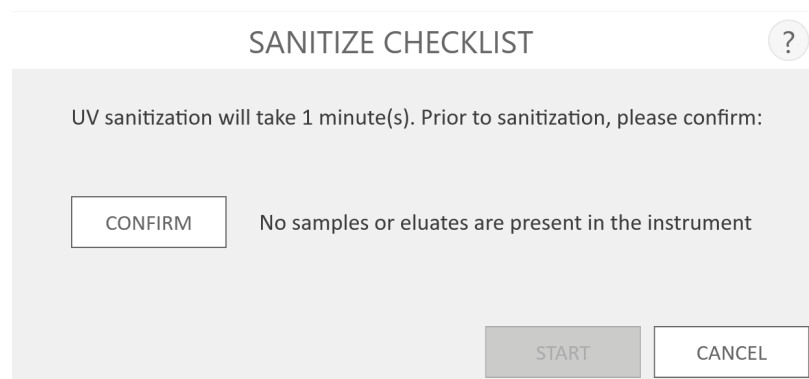 SANITIZE CHECKLIST
?
UV sanitization will take 1 minute(s). Prior to sanitization, please confirm:
CONFIRM
No samples or eluates are present in the instrument
START
CANCEL